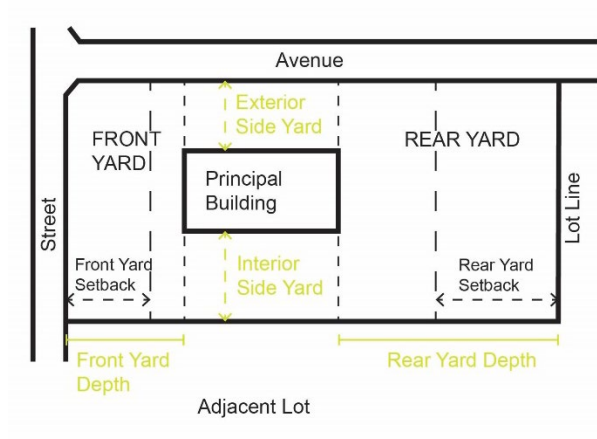 Avenue
Exterior
Side Yard
FRONT
YARD
REAR YARD
Principal
Building
Street
Lot Line
Front Yard
Setback
Interior
Side Yard
Rear Yard
Setback
Front Yard
Depth
Rear Yard Depth
Adjacent Lot